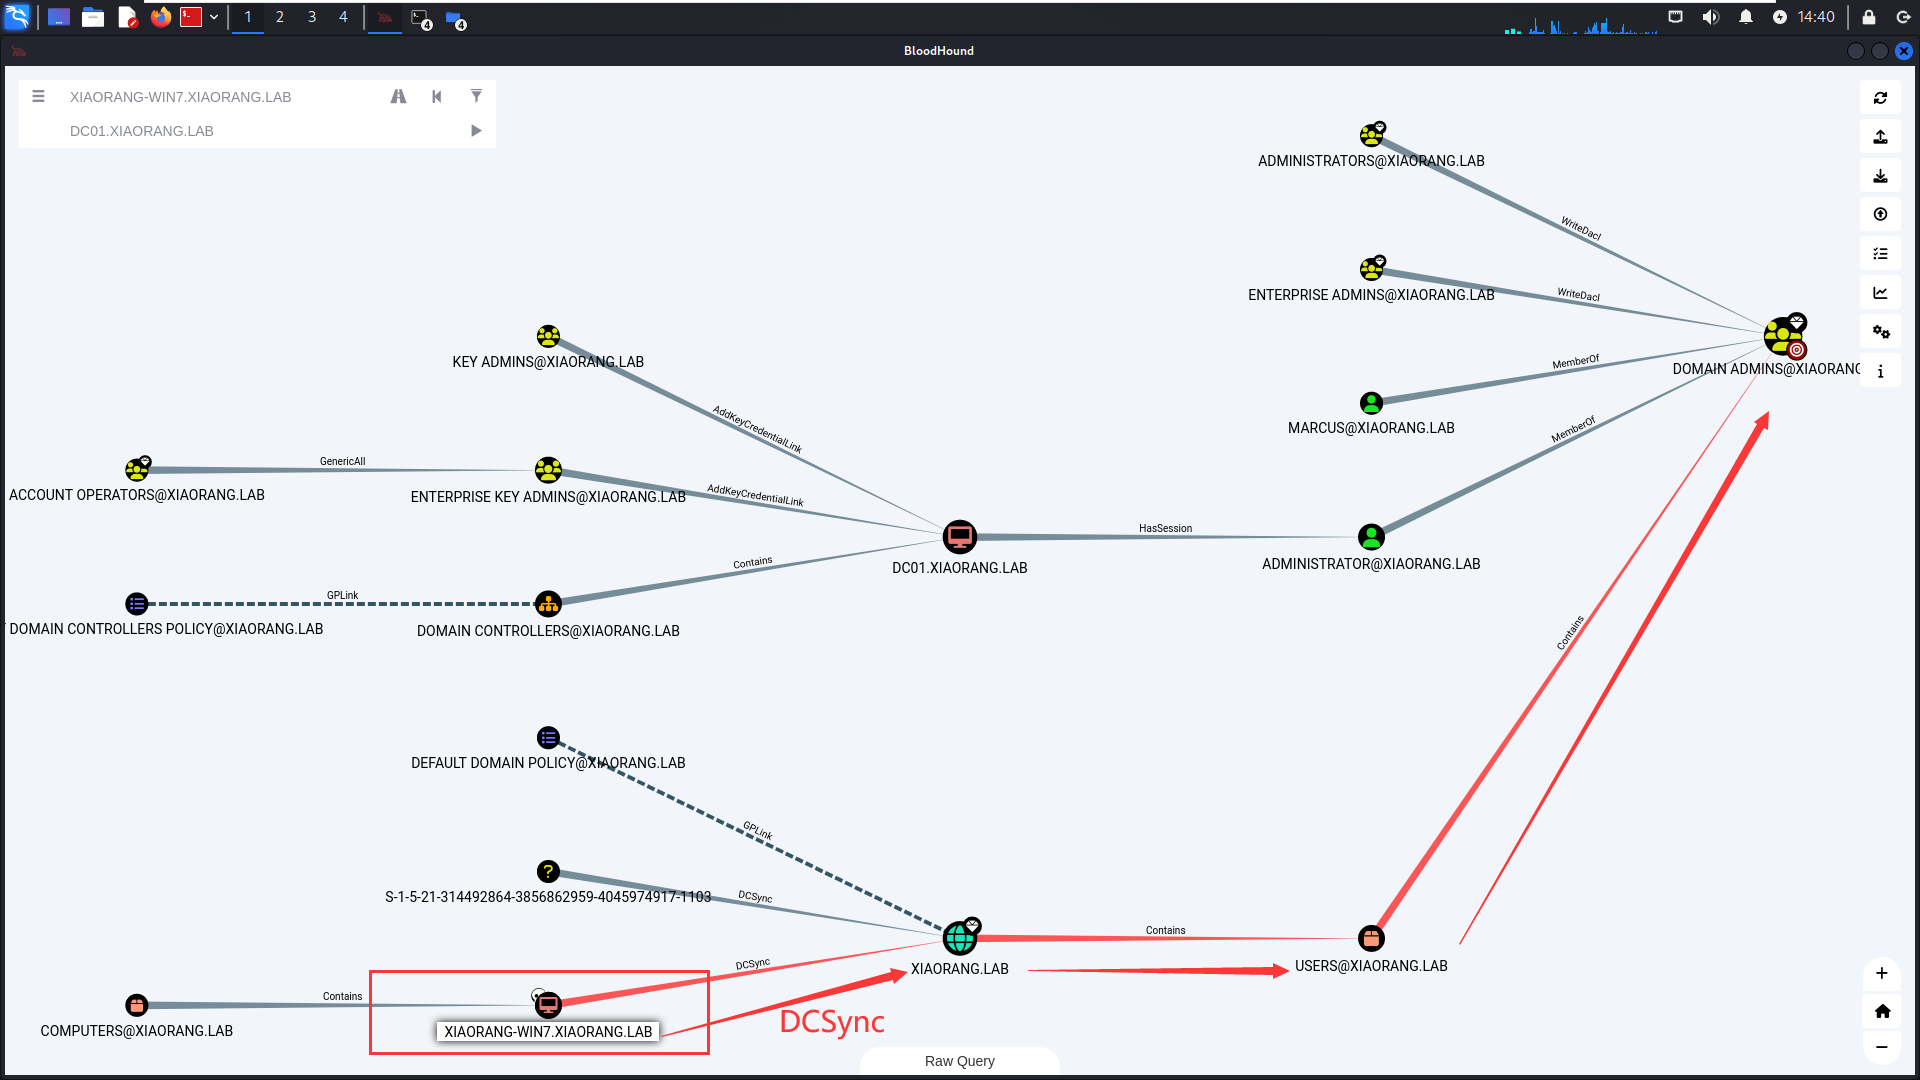 1 2 3 4
4
4
14:40
BloodHound
XIAORANG-WIN7.XIAORANG.LAB
DC01.XIAORANG.LAB
ADMINISTRATORS@XIAORANG.LAB
WriteDacl
ENTERPRISE ADMINS@XIAORANG.LAB
WriteDacl
KEY ADMINS@XIAORANG.LAB
MemberOf
DOMAIN ADMINS@XIAORANG
AddKeyCredentialLink
MARCUS@XIAORANG.LAB
MemberOf
GenericAll
ACCOUNT OPERATORS@XIAORANG.LAB
ENTERPRISE KEY ADMINS@XIAORANG.LAB
AddKeyCredentialLink
HasSession
DC01.XIAORANG.LAB
ADMINISTRATOR@XIAORANG.LAB
Contains
GPLink
DOMAIN CONTROLLERS POLICY@XIAORANG.LAB
DOMAIN CONTROLLERS@XIAORANG.LAB
Contains
DEFAULT DOMAIN POLICY@XIAORANG.LAB
GPLink
?
S-1-5-21-314492864-3856862959-4045974917-1103
DCSync
Contains
DCSync
XIAORANG.LAB
USERS@XIAORANG.LAB
Contains
COMPUTERS@XIAORANG.LAB
XIAORANG-WIN7.XIAORANG.LAB
DCSync
Raw Query